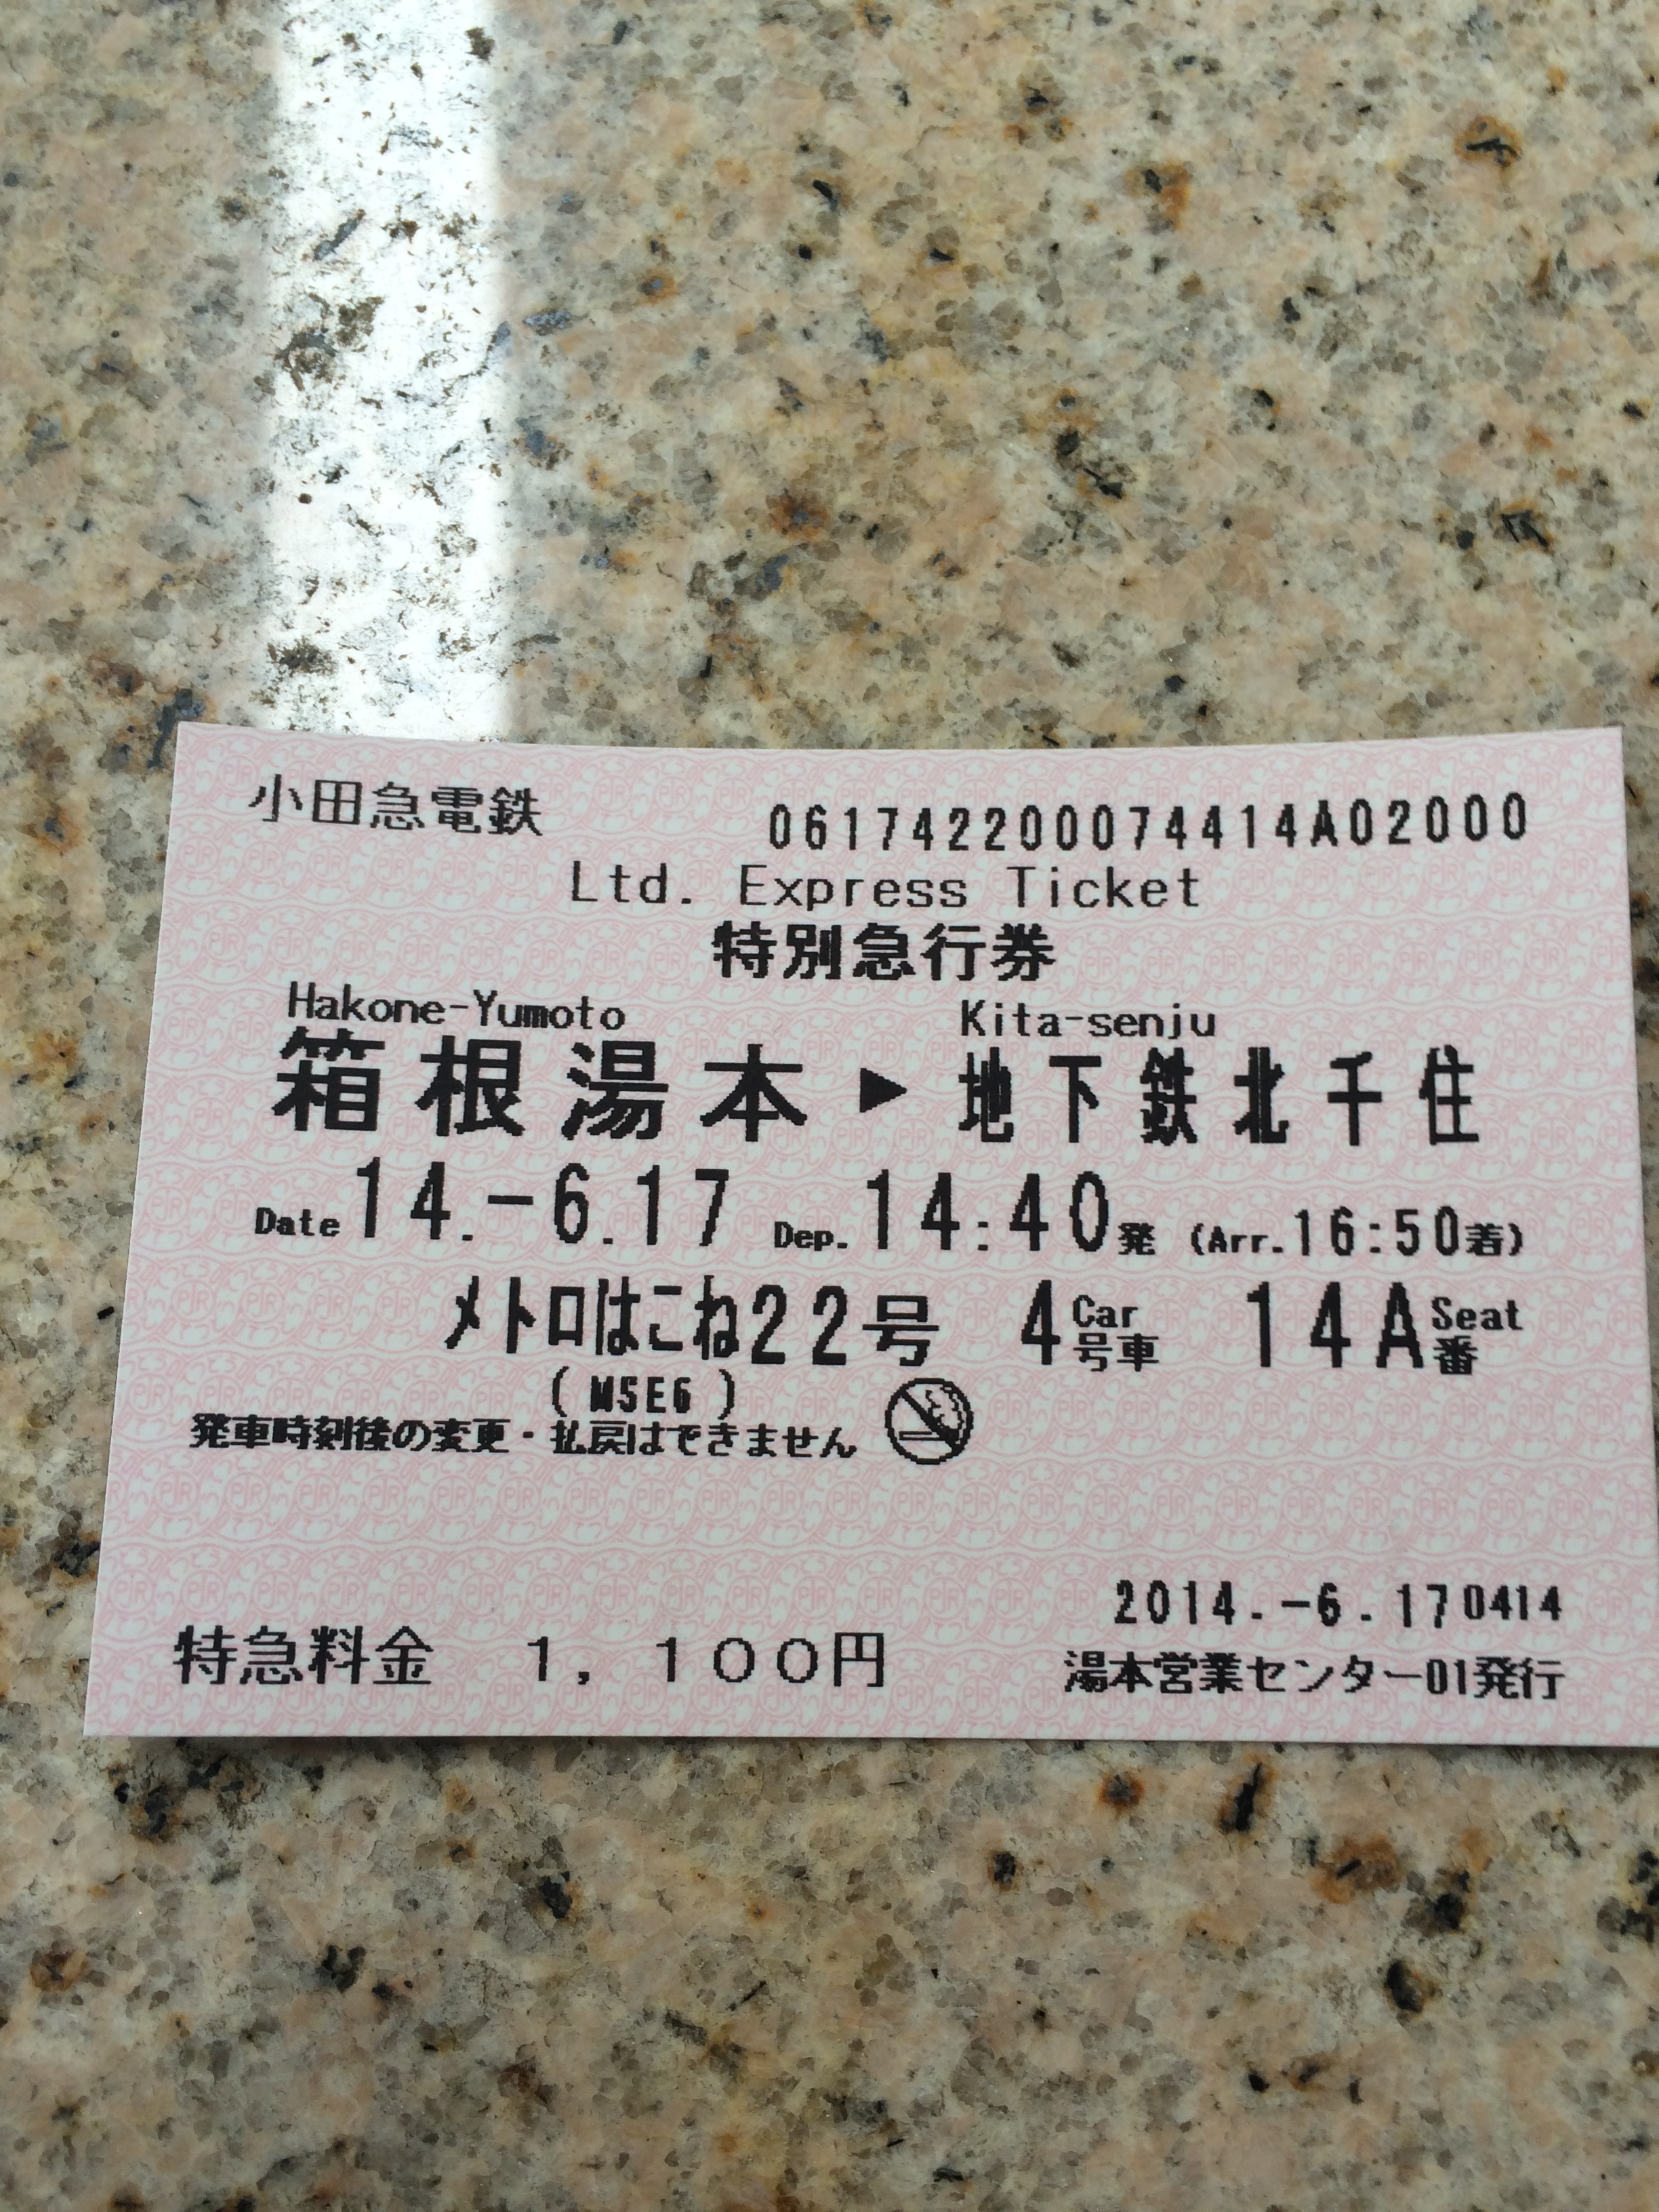 小田急電鉄 061742200074414A02000
Ltd. Express Ticket
特別急行券
Hakone-Yumoto Kita-senju
箱根湯本▶地下鉄北千住
Date 14.-6.17 Dep. 14:40発 (Arr. 16:50着)
メトロはこね22号 4 Car 号車 14A Seat 番
(M5E6)
発車時刻後の変更・払戻はできません
2014.-6.17 0414
特急料金 1,100円 湯本営業センター01発行